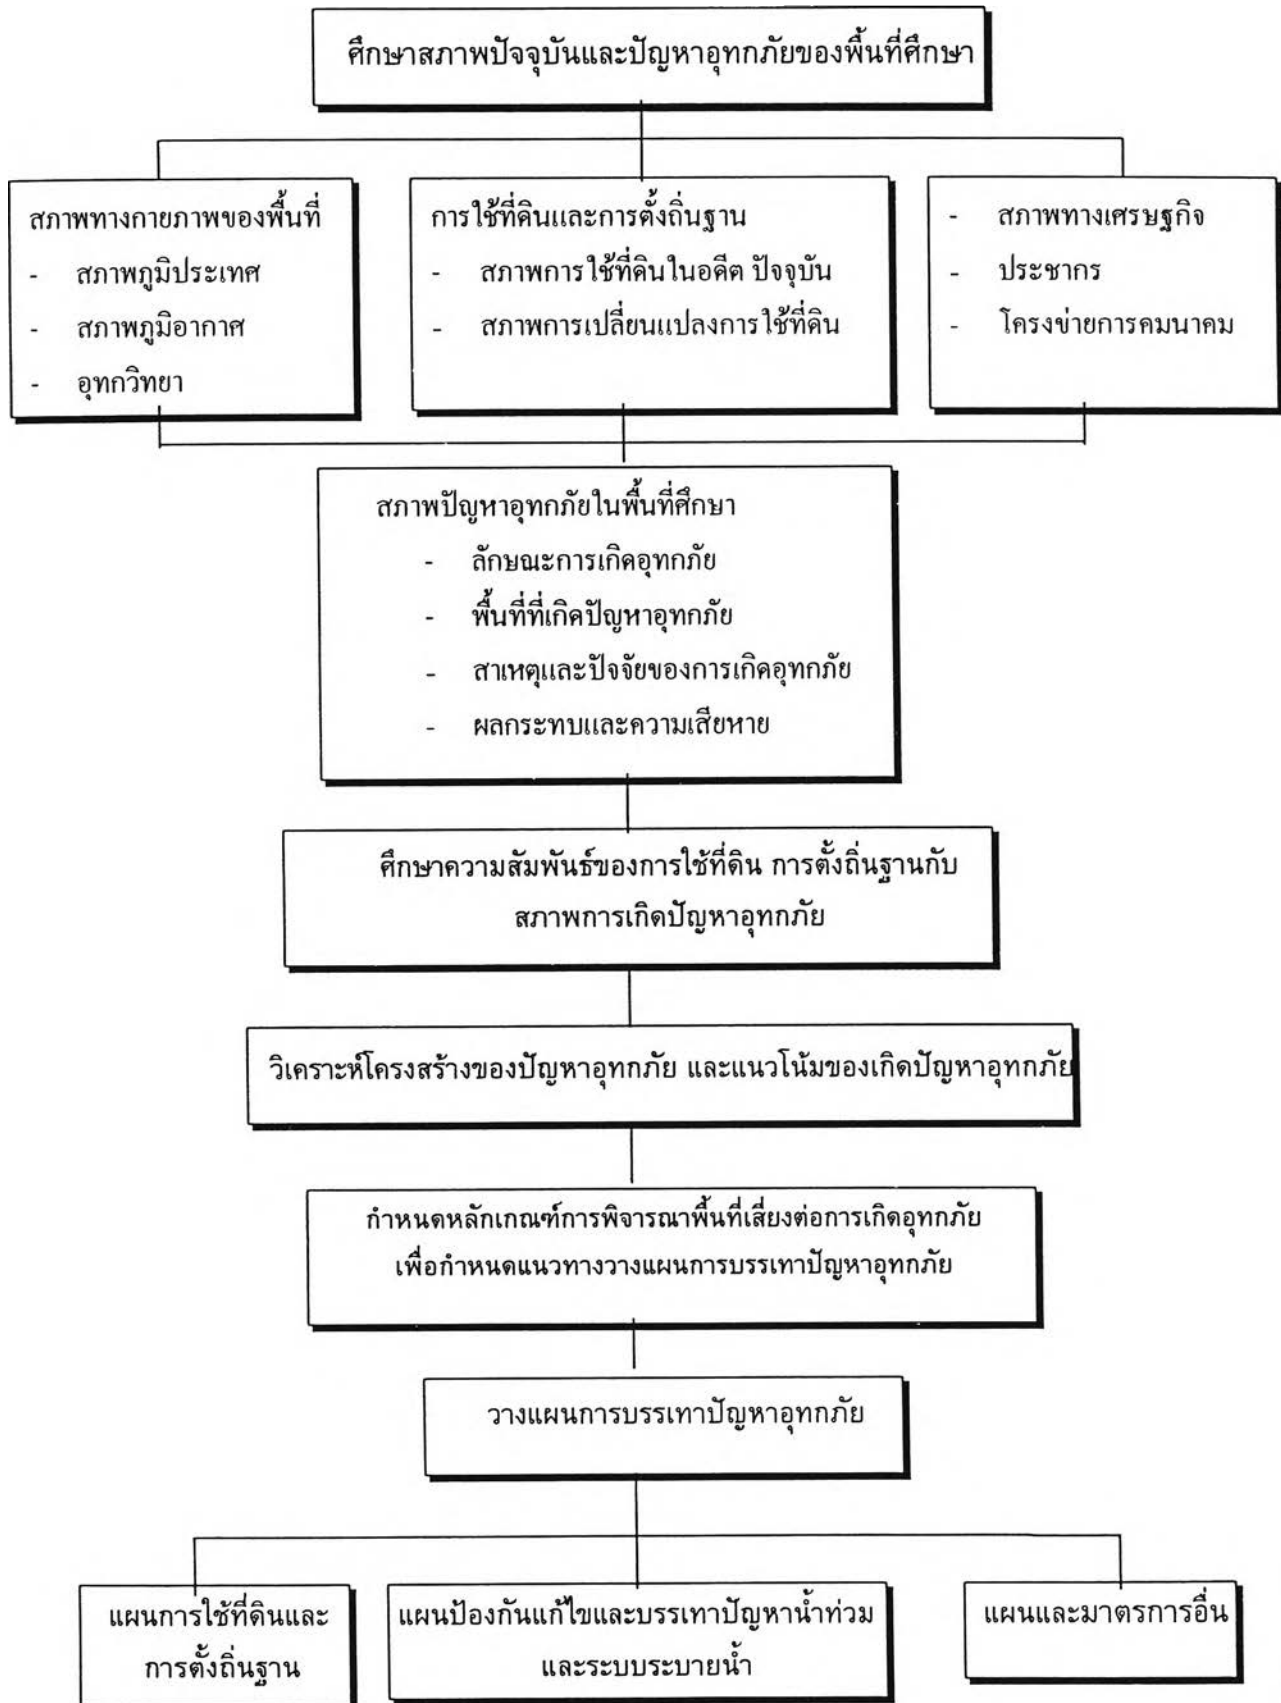 ศึกษาสภาพปัจจุบันและปัญหาอุทกภัยของพื้นที่ศึกษา
สภาพทางกายภาพของพื้นที่
- สภาพภูมิประเทศ
- สภาพภูมิอากาศ
- อุทกวิทยา
การใช้ที่ดินและการตั้งถิ่นฐาน
- สภาพการใช้ที่ดินในอดีต ปัจจุบัน
- สภาพการเปลี่ยนแปลงการใช้ที่ดิน
- สภาพทางเศรษฐกิจ
- ประชากร
- โครงข่ายการคมนาคม
สภาพปัญหาอุทกภัยในพื้นที่ศึกษา
- ลักษณะการเกิดอุทกภัย
- พื้นที่ที่เกิดปัญหาอุทกภัย
- สาเหตุและปัจจัยของการเกิดอุทกภัย
- ผลกระทบและความเสียหาย
ศึกษาความสัมพันธ์ของการใช้ที่ดิน การตั้งถิ่นฐานกับ
สภาพการเกิดปัญหาอุทกภัย
วิเคราะห์โครงสร้างของปัญหาอุทกภัย และแนวโน้มของเกิดปัญหาอุทกภัย
กำหนดหลักเกณฑ์การพิจารณาพื้นที่เสี่ยงต่อการเกิดอุทกภัย
เพื่อกำหนดแนวทางวางแผนการบรรเทาปัญหาอุทกภัย
วางแผนการบรรเทาปัญหาอุทกภัย
แผนการใช้ที่ดินและ
การตั้งถิ่นฐาน
แผนป้องกันแก้ไขและบรรเทาปัญหาน้ำท่วม
และระบบระบายน้ำ
แผนและมาตรการอื่น